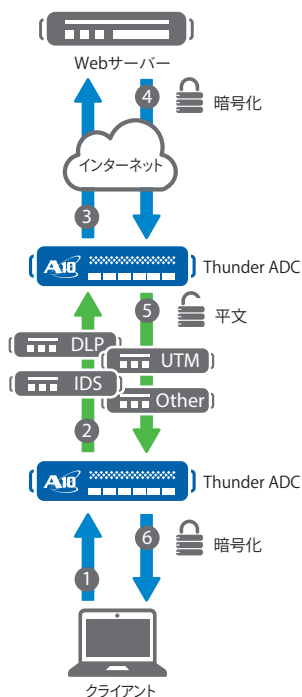 Webサーバー
4
暗号化
インターネット
3
A10
Thunder ADC
5
平文
DLP
UTM
IDS
Other
2
A10
Thunder ADC
6
暗号化
1
クライアント